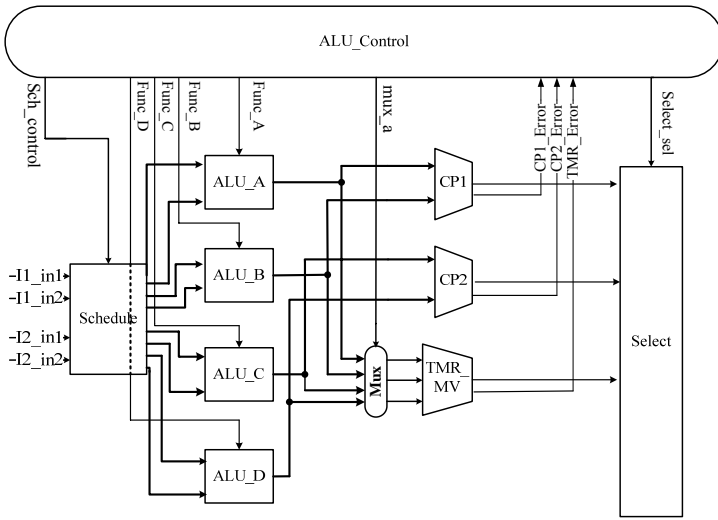 ALU_Control
Sch_control
Func_D
Func_C
Func_B
Func_A
mux_a
CP1_Error
CP2_Error
TMR_Error
Select_sel
ALU_A
CP1
ALU_B
CP2
-I1_in1
-I1_in2
Schedule
-I2_in1
-I2_in2
Select
ALU_C
Mux
TMR_
MV
ALU_D